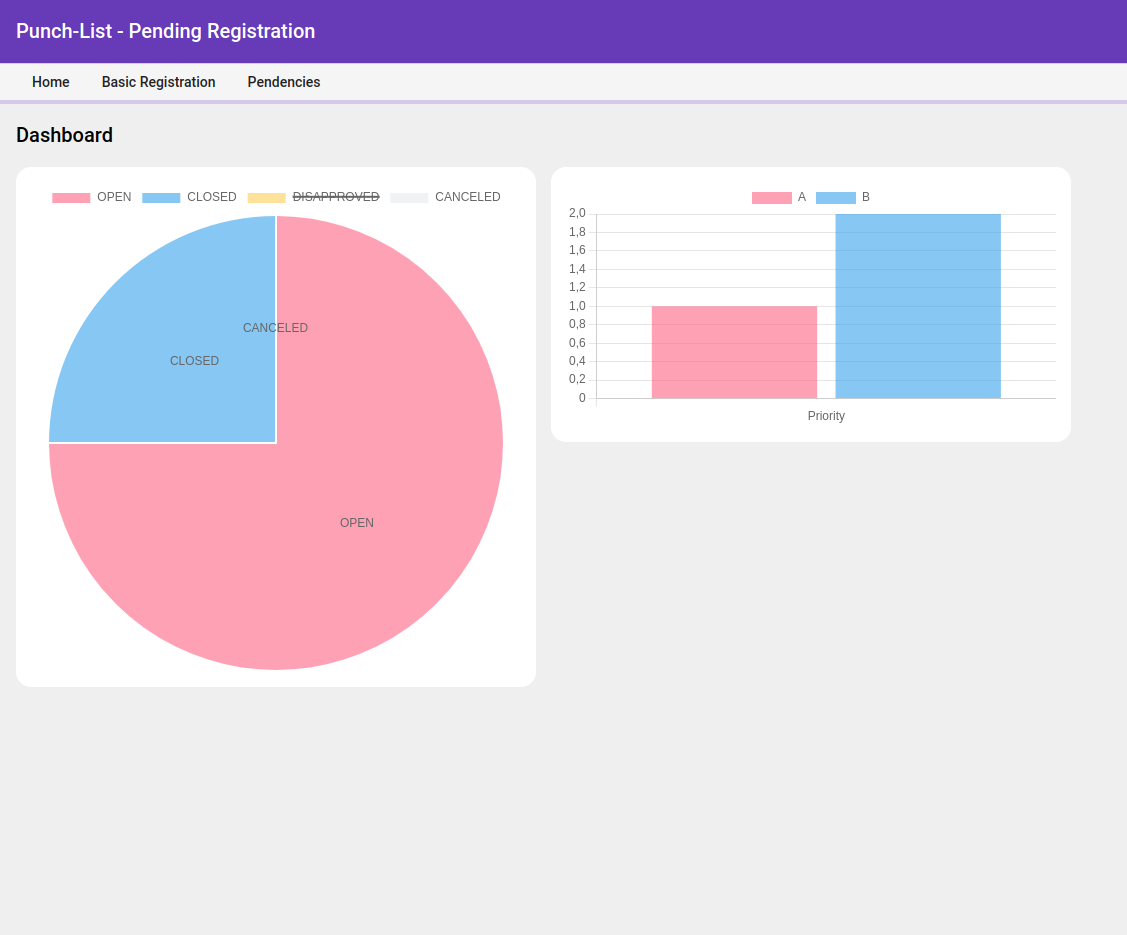 Punch-List - Pending Registration
Home Basic Registration Pendencies
Dashboard
OPEN CLOSED DISAPPROVED CANCELED
CANCELED
CLOSED
OPEN
A B
2,0
1,8
1,6
1,4
1,2
1,0
0,8
0,6
0,4
0,2
0
Priority